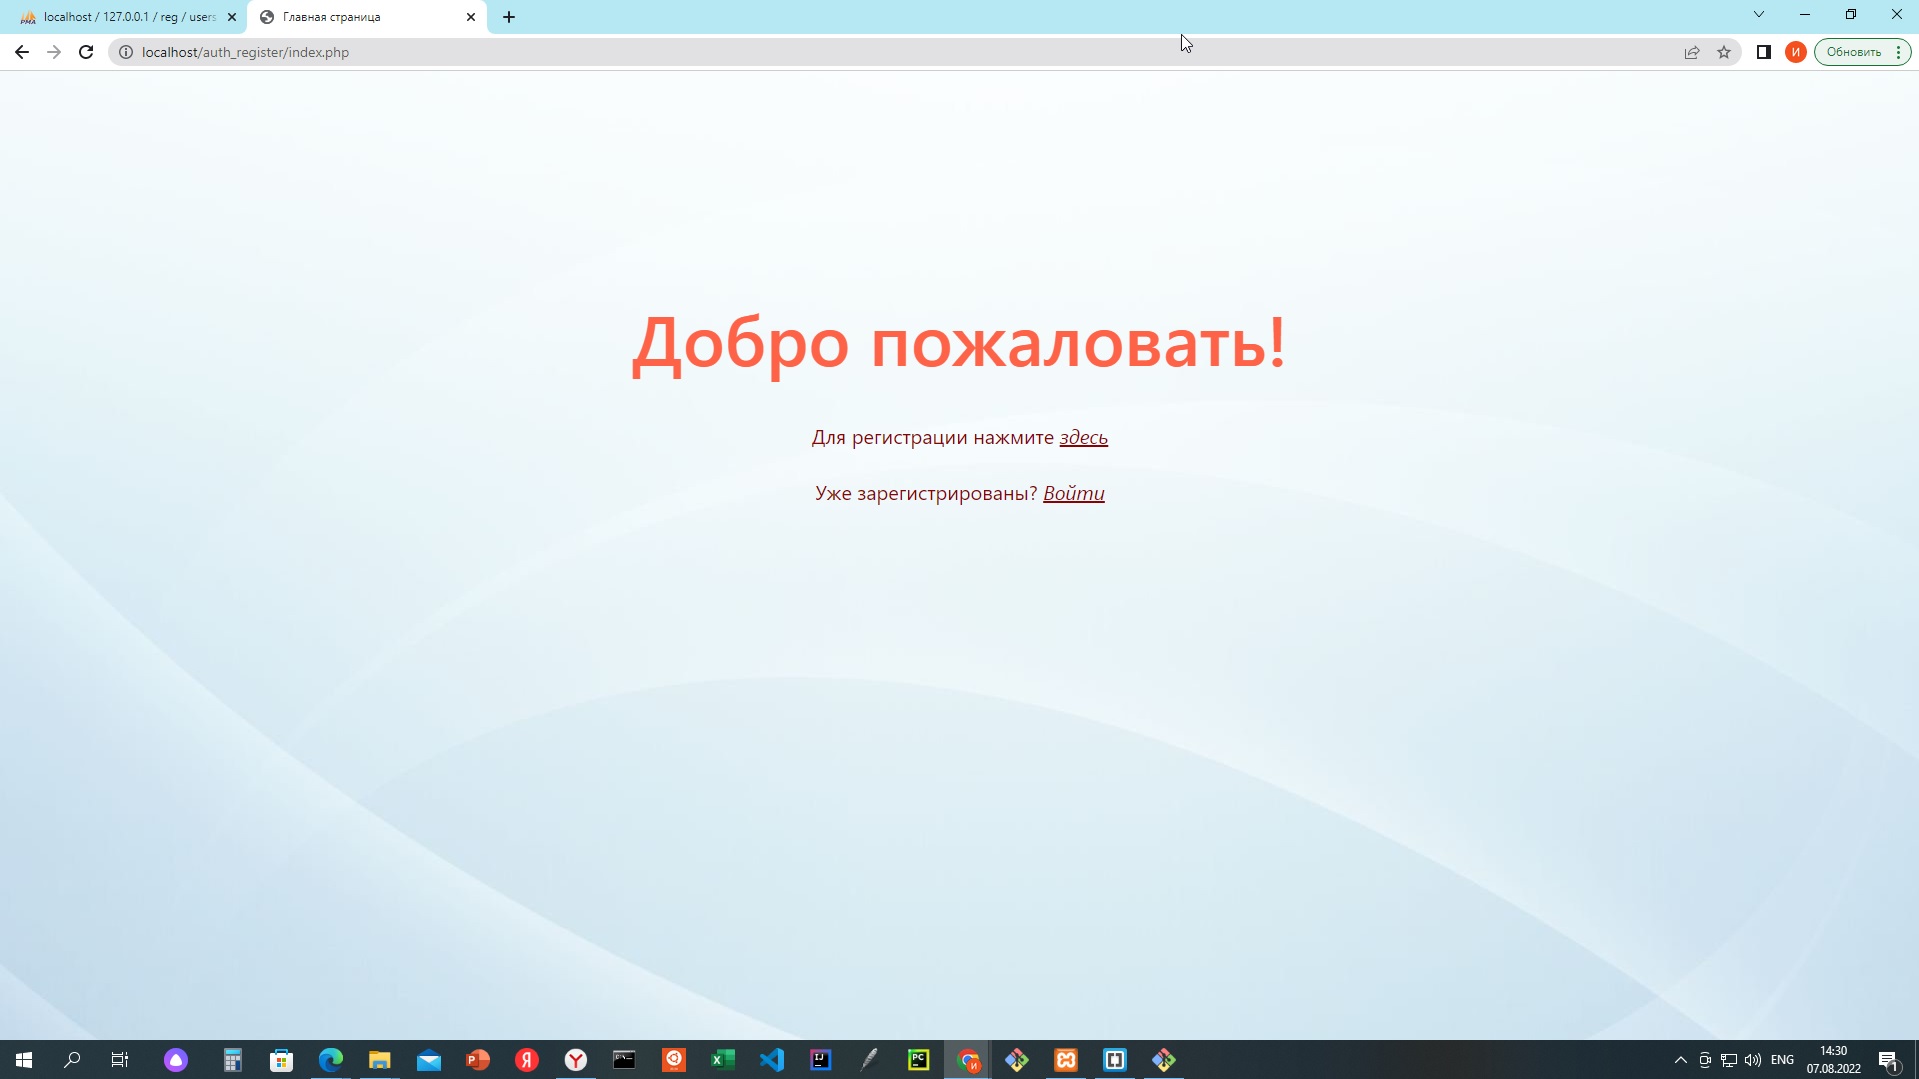 localhost / 127.0.0.1 / reg / users
Главная страница
localhost/auth_register/index.php
И
Обновить
Добро пожаловать!
Для регистрации нажмите здесь
Уже зарегистрированы? Войти
ENG
14:30
07.08.2022
1